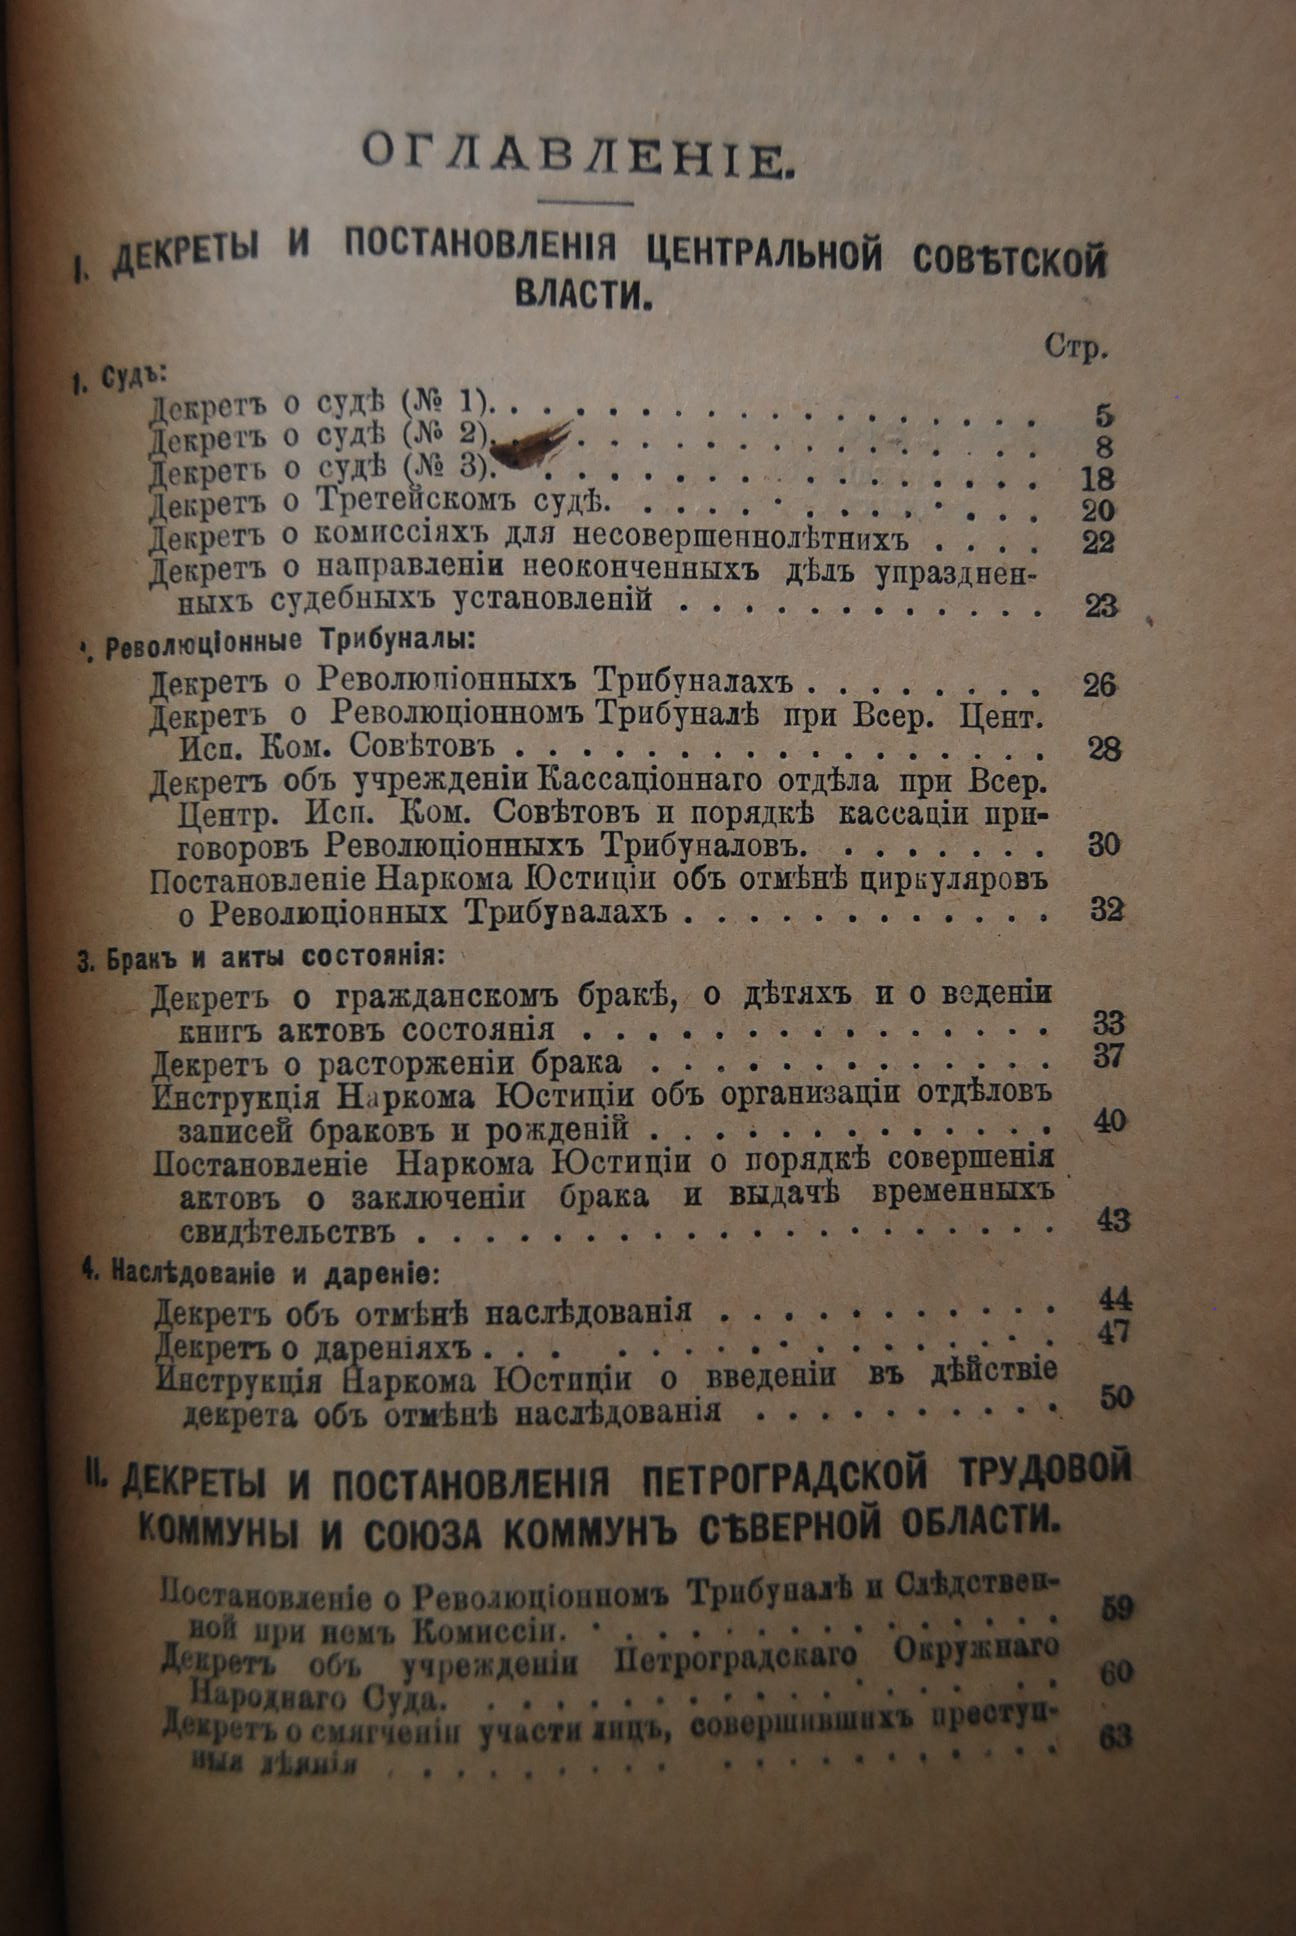 ОГЛАВЛЕНІЕ.
I. ДЕКРЕТЫ И ПОСТАНОВЛЕНІЯ ЦЕНТРАЛЬНОЙ СОВѢТСКОЙ
ВЛАСТИ.
Стр.
1. Судъ:
Декретъ о судѣ (№ 1). . . . . . . . . . . . . . . . . . 5
Декретъ о судѣ (№ 2). . . . . . . . . . . . . . . . . 8
Декретъ о судѣ (№ 3). . . . . . . . . . . . . . . . . 18
Декретъ о Третейскомъ судѣ. . . . . . . . . . . . . . 20
Декретъ о комиссіяхъ для несовершеннолѣтнихъ . . . . 22
Декретъ о направленіи неоконченныхъ дѣлъ упразднен-
ныхъ судебныхъ установленій . . . . . . . . . . . . 23
. Революціонные Трибуналы:
Декретъ о Революціонныхъ Трибуналахъ . . . . . . . . 26
Декретъ о Революціонномъ Трибуналѣ при Всер. Цент.
Исп. Ком. Совѣтовъ . . . . . . . . . . . . . . . . . 28
Декретъ объ учрежденіи Кассаціоннаго отдѣла при Всер.
Центр. Исп. Ком. Совѣтовъ и порядкѣ кассаціи при-
говоровъ Революціонныхъ Трибуналовъ. . . . . . . . 30
Постановленіе Наркома Юстиціи объ отмѣнѣ циркуляровъ
о Революціонных Трибуналахъ . . . . . . . . . . . . 32
3. Бракъ и акты состоянія:
Декретъ о гражданскомъ бракѣ, о дѣтяхъ и о веденіи
книгъ актовъ состоянія . . . . . . . . . . . . . . . 33
Декретъ о расторженіи брака . . . . . . . . . . . . . 37
Инструкція Наркома Юстиціи объ организаціи отдѣловъ
записей браковъ и рожденій . . . . . . . . . . . . . 40
Постановленіе Наркома Юстиціи о порядкѣ совершенія
актовъ о заключеніи брака и выдачѣ временныхъ
свидѣтельствъ . . . . . . . . . . . . . . . . . . . . 43
4. Наслѣдованіе и дареніе:
Декретъ объ отмѣнѣ наслѣдованія . . . . . . . . . . . 44
Декретъ о дареніяхъ . . . . . . . . . . . . . . . . . 47
Инструкція Наркома Юстиціи о введеніи въ дѣйствіе
декрета объ отмѣнѣ наслѣдованія . . . . . . . . . . 50
II. ДЕКРЕТЫ И ПОСТАНОВЛЕНІЯ ПЕТРОГРАДСКОЙ ТРУДОВОЙ
КОММУНЫ И СОЮЗА КОММУНЪ СѢВЕРНОЙ ОБЛАСТИ.
Постановленіе о Революціонномъ Трибуналѣ и Слѣдствен-
ной при немъ Комиссіи. . . . . . . . . . . . . . . . 59
Декретъ объ учрежденіи Петроградскаго Окружнаго
Народнаго Суда. . . . . . . . . . . . . . . . . . . 60
Декретъ о смягченіи участи лицъ, совершившихъ преступ-
ныя дѣянія . . . . . . . . . . . . . . . . . . . . 63